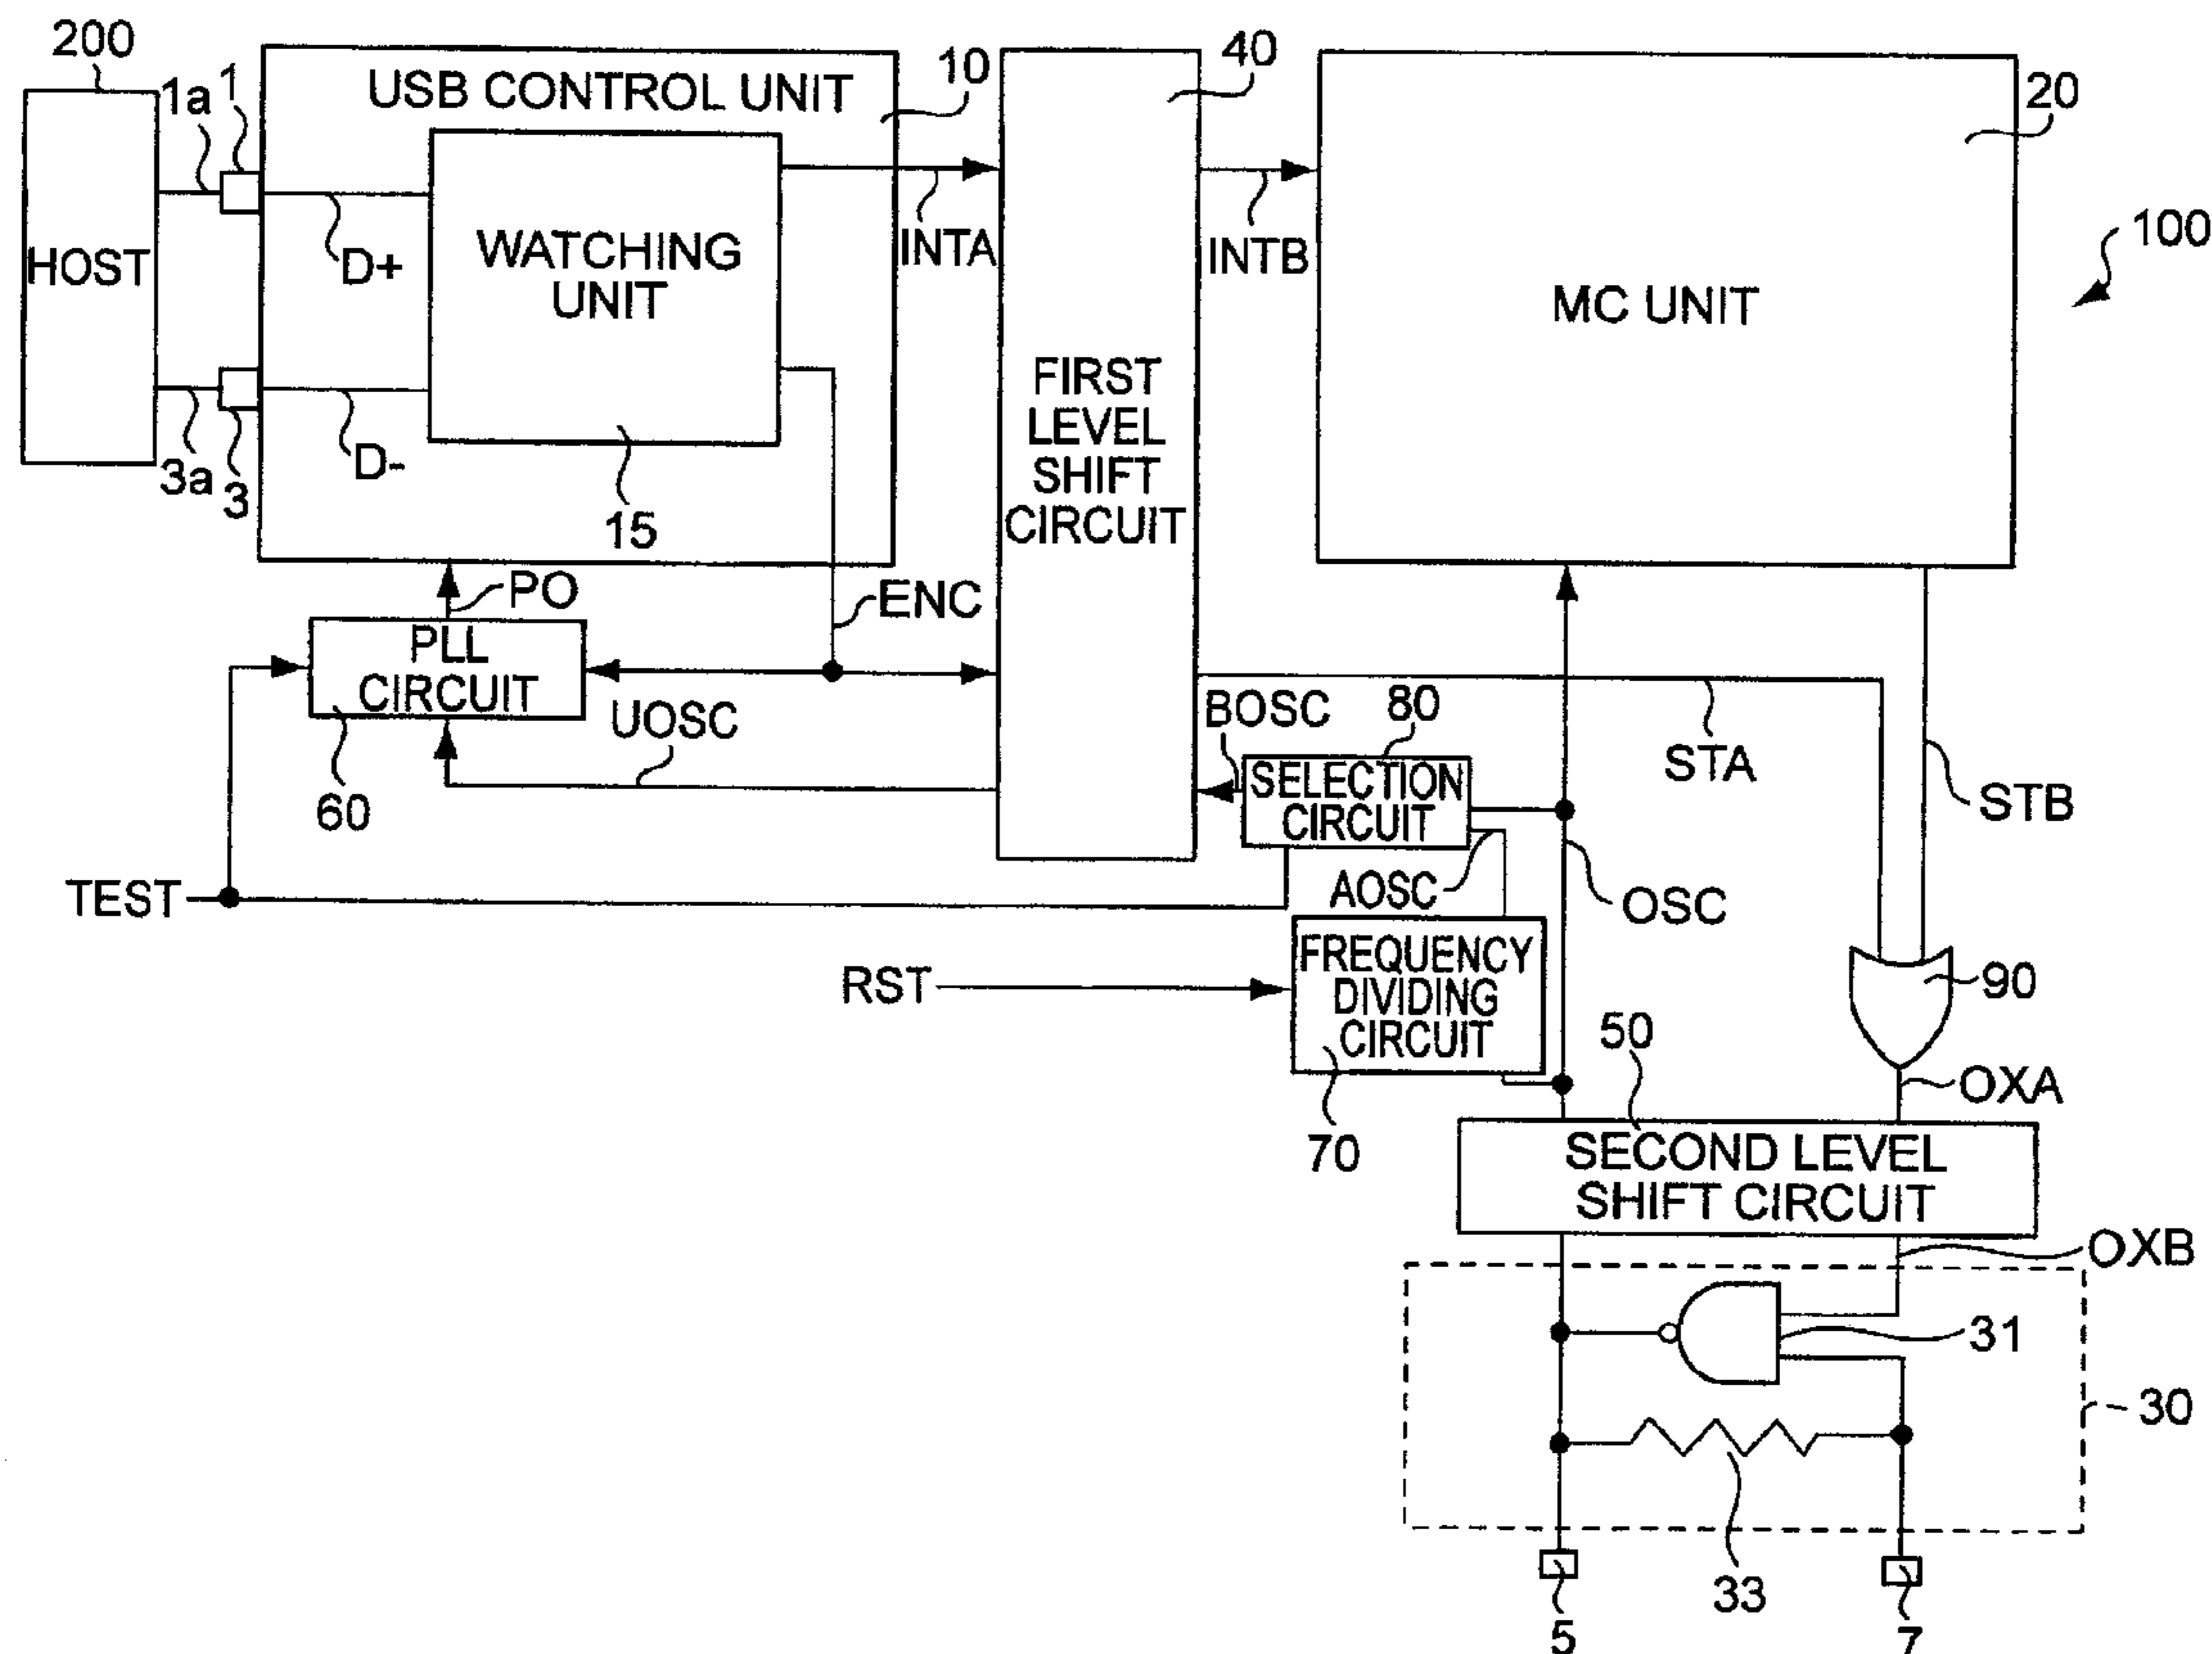 200
1a
1
USB CONTROL UNIT
10
40
20
HOST
D+
WATCHING
UNIT
INTA
INTB
MC UNIT
100
3a
3
D-
15
FIRST
LEVEL
SHIFT
CIRCUIT
PO
ENC
PLL
CIRCUIT
60
UOSC
BOSC
80
SELECTION
CIRCUIT
STA
STB
TEST
AOSC
OSC
RST
FREQUENCY
DIVIDING
CIRCUIT
70
90
50
OXA
SECOND LEVEL
SHIFT CIRCUIT
OXB
31
30
33
5
7